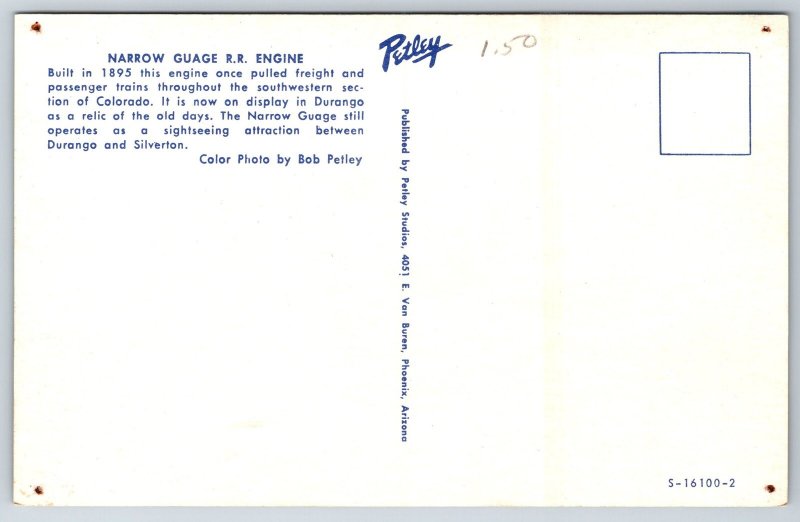 NARROW GUAGE R.R. ENGINE
Built in 1895 this engine once pulled freight and
passenger trains throughout the southwestern sec-
tion of Colorado. It is now on display in Durango
as a relic of the old days. The Narrow Guage still
operates as a sightseeing attraction between
Durango and Silverton.
Color Photo by Bob Petley
Petley
1.50
Published by Petley Studios, 4051 E. Van Buren, Phoenix, Arizona
S-16100-2